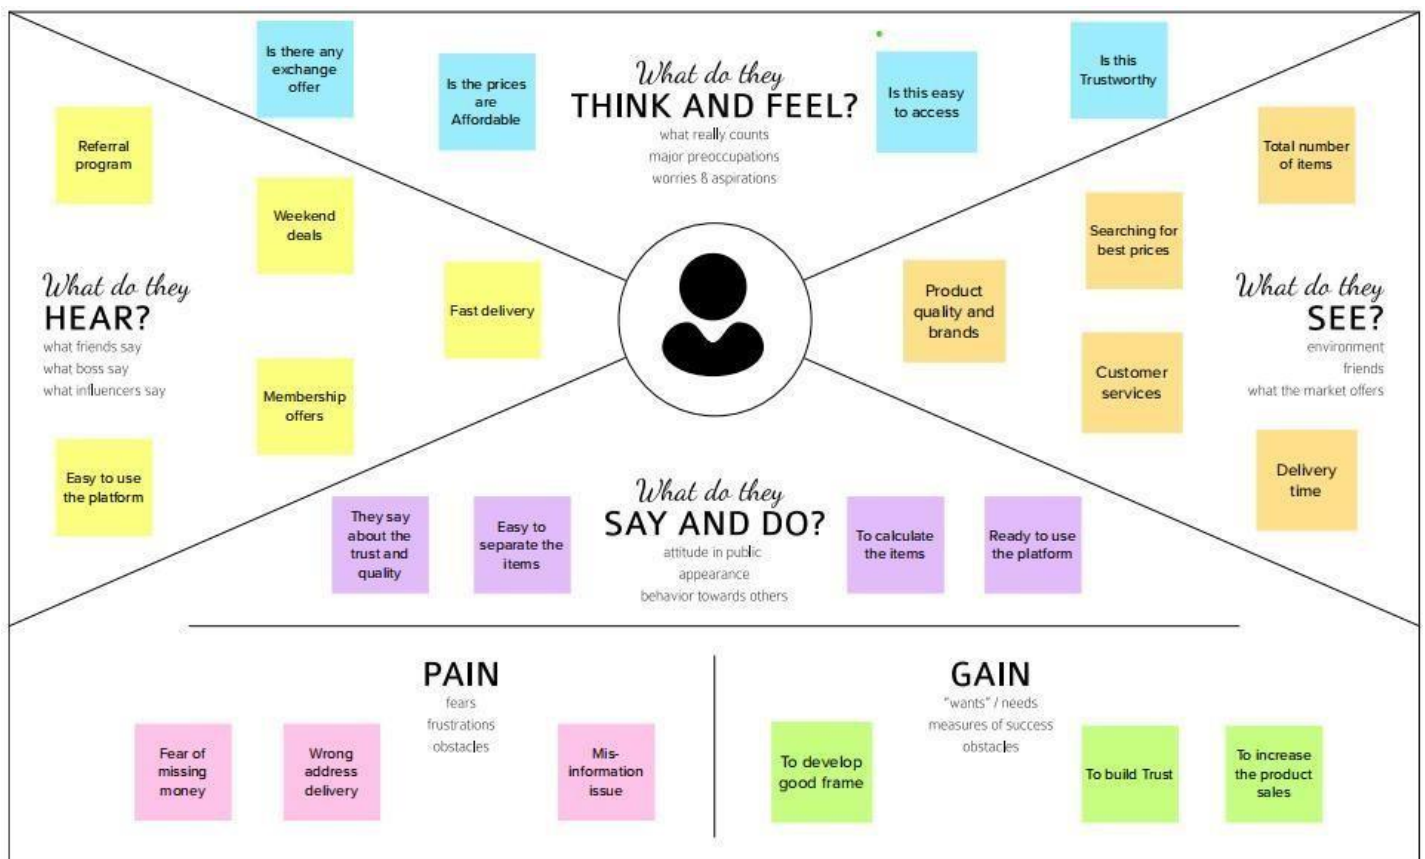 Is there any
exchange
offer
Is the prices
are
Affordable
What do they
THINK AND FEEL?
what really counts
major preoccupations
worries & aspirations
Is this easy
to access
Is this
Trustworthy
Referral
program
Weekend
deals
Fast delivery
What do they
HEAR?
what friends say
what boss say
what influencers say
Membership
offers
Easy to use
the platform
Total number
of items
Searching for
best prices
Product
quality and
brands
What do they
SEE?
environment
friends
what the market offers
Customer
services
Delivery
time
They say
about the
trust and
quality
Easy to
separate the
items
What do they
SAY AND DO?
attitude in public
appearance
behavior towards others
To calculate
the items
Ready to use
the platform
PAIN
fears
frustrations
obstacles
Fear of
missing
money
Wrong
address
delivery
Mis-
information
issue
GAIN
"wants" / needs
measures of success
obstacles
To develop
good frame
To build Trust
To increase
the product
sales